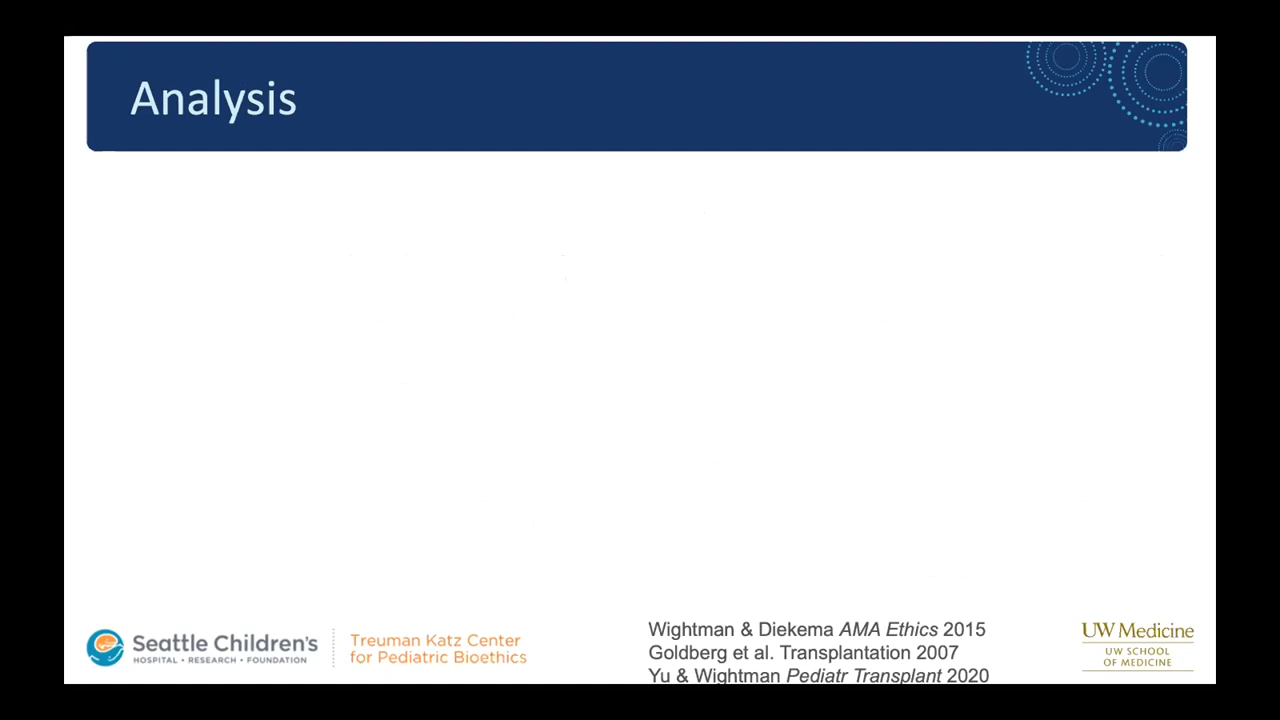 Analysis
Seattle Children's
HOSPITAL • RESEARCH • FOUNDATION
Treuman Katz Center
for Pediatric Bioethics
Wightman & Diekema AMA Ethics 2015
Goldberg et al. Transplantation 2007
Yu & Wightman Pediatr Transplant 2020
UW Medicine
UW SCHOOL
OF MEDICINE